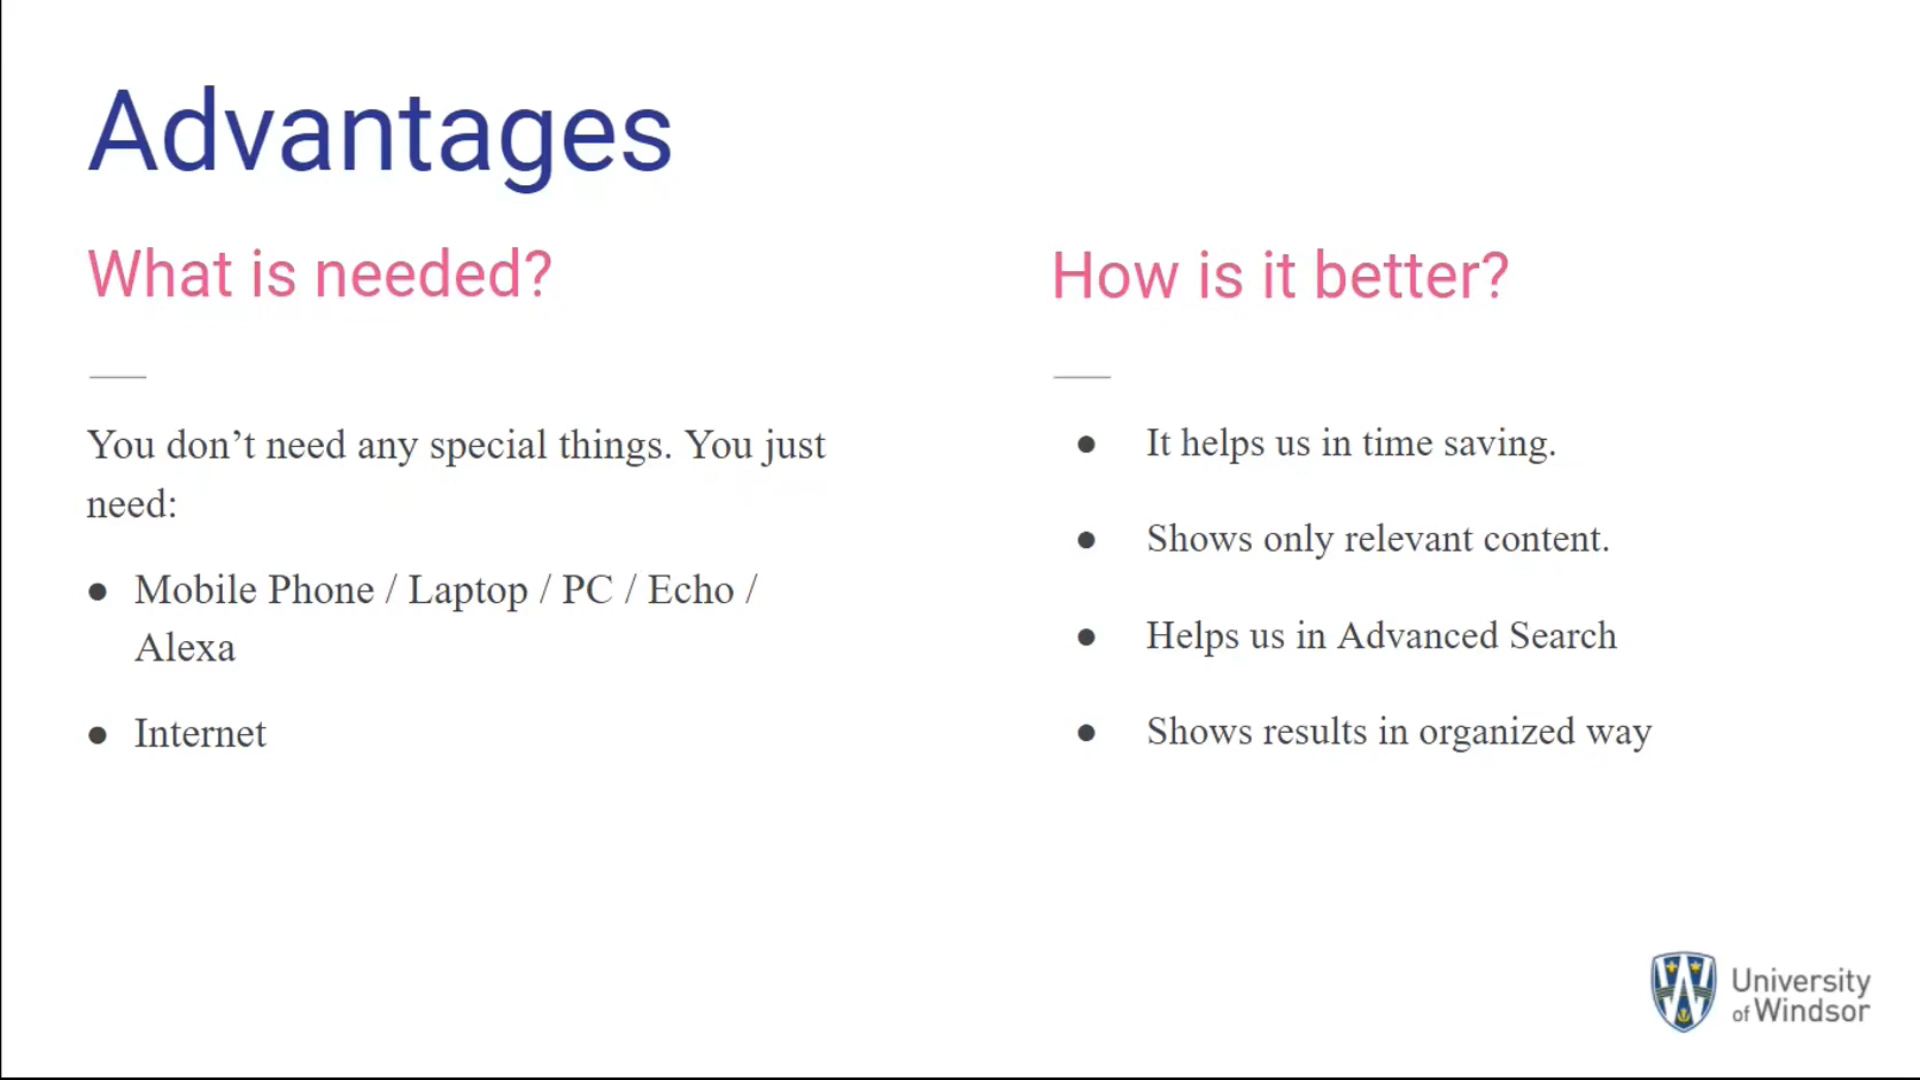 Advantages
What is needed?
You don’t need any special things. You just
need:
● Mobile Phone / Laptop / PC / Echo /
Alexa
● Internet
How is it better?
● It helps us in time saving.
● Shows only relevant content.
● Helps us in Advanced Search
● Shows results in organized way
University
of Windsor